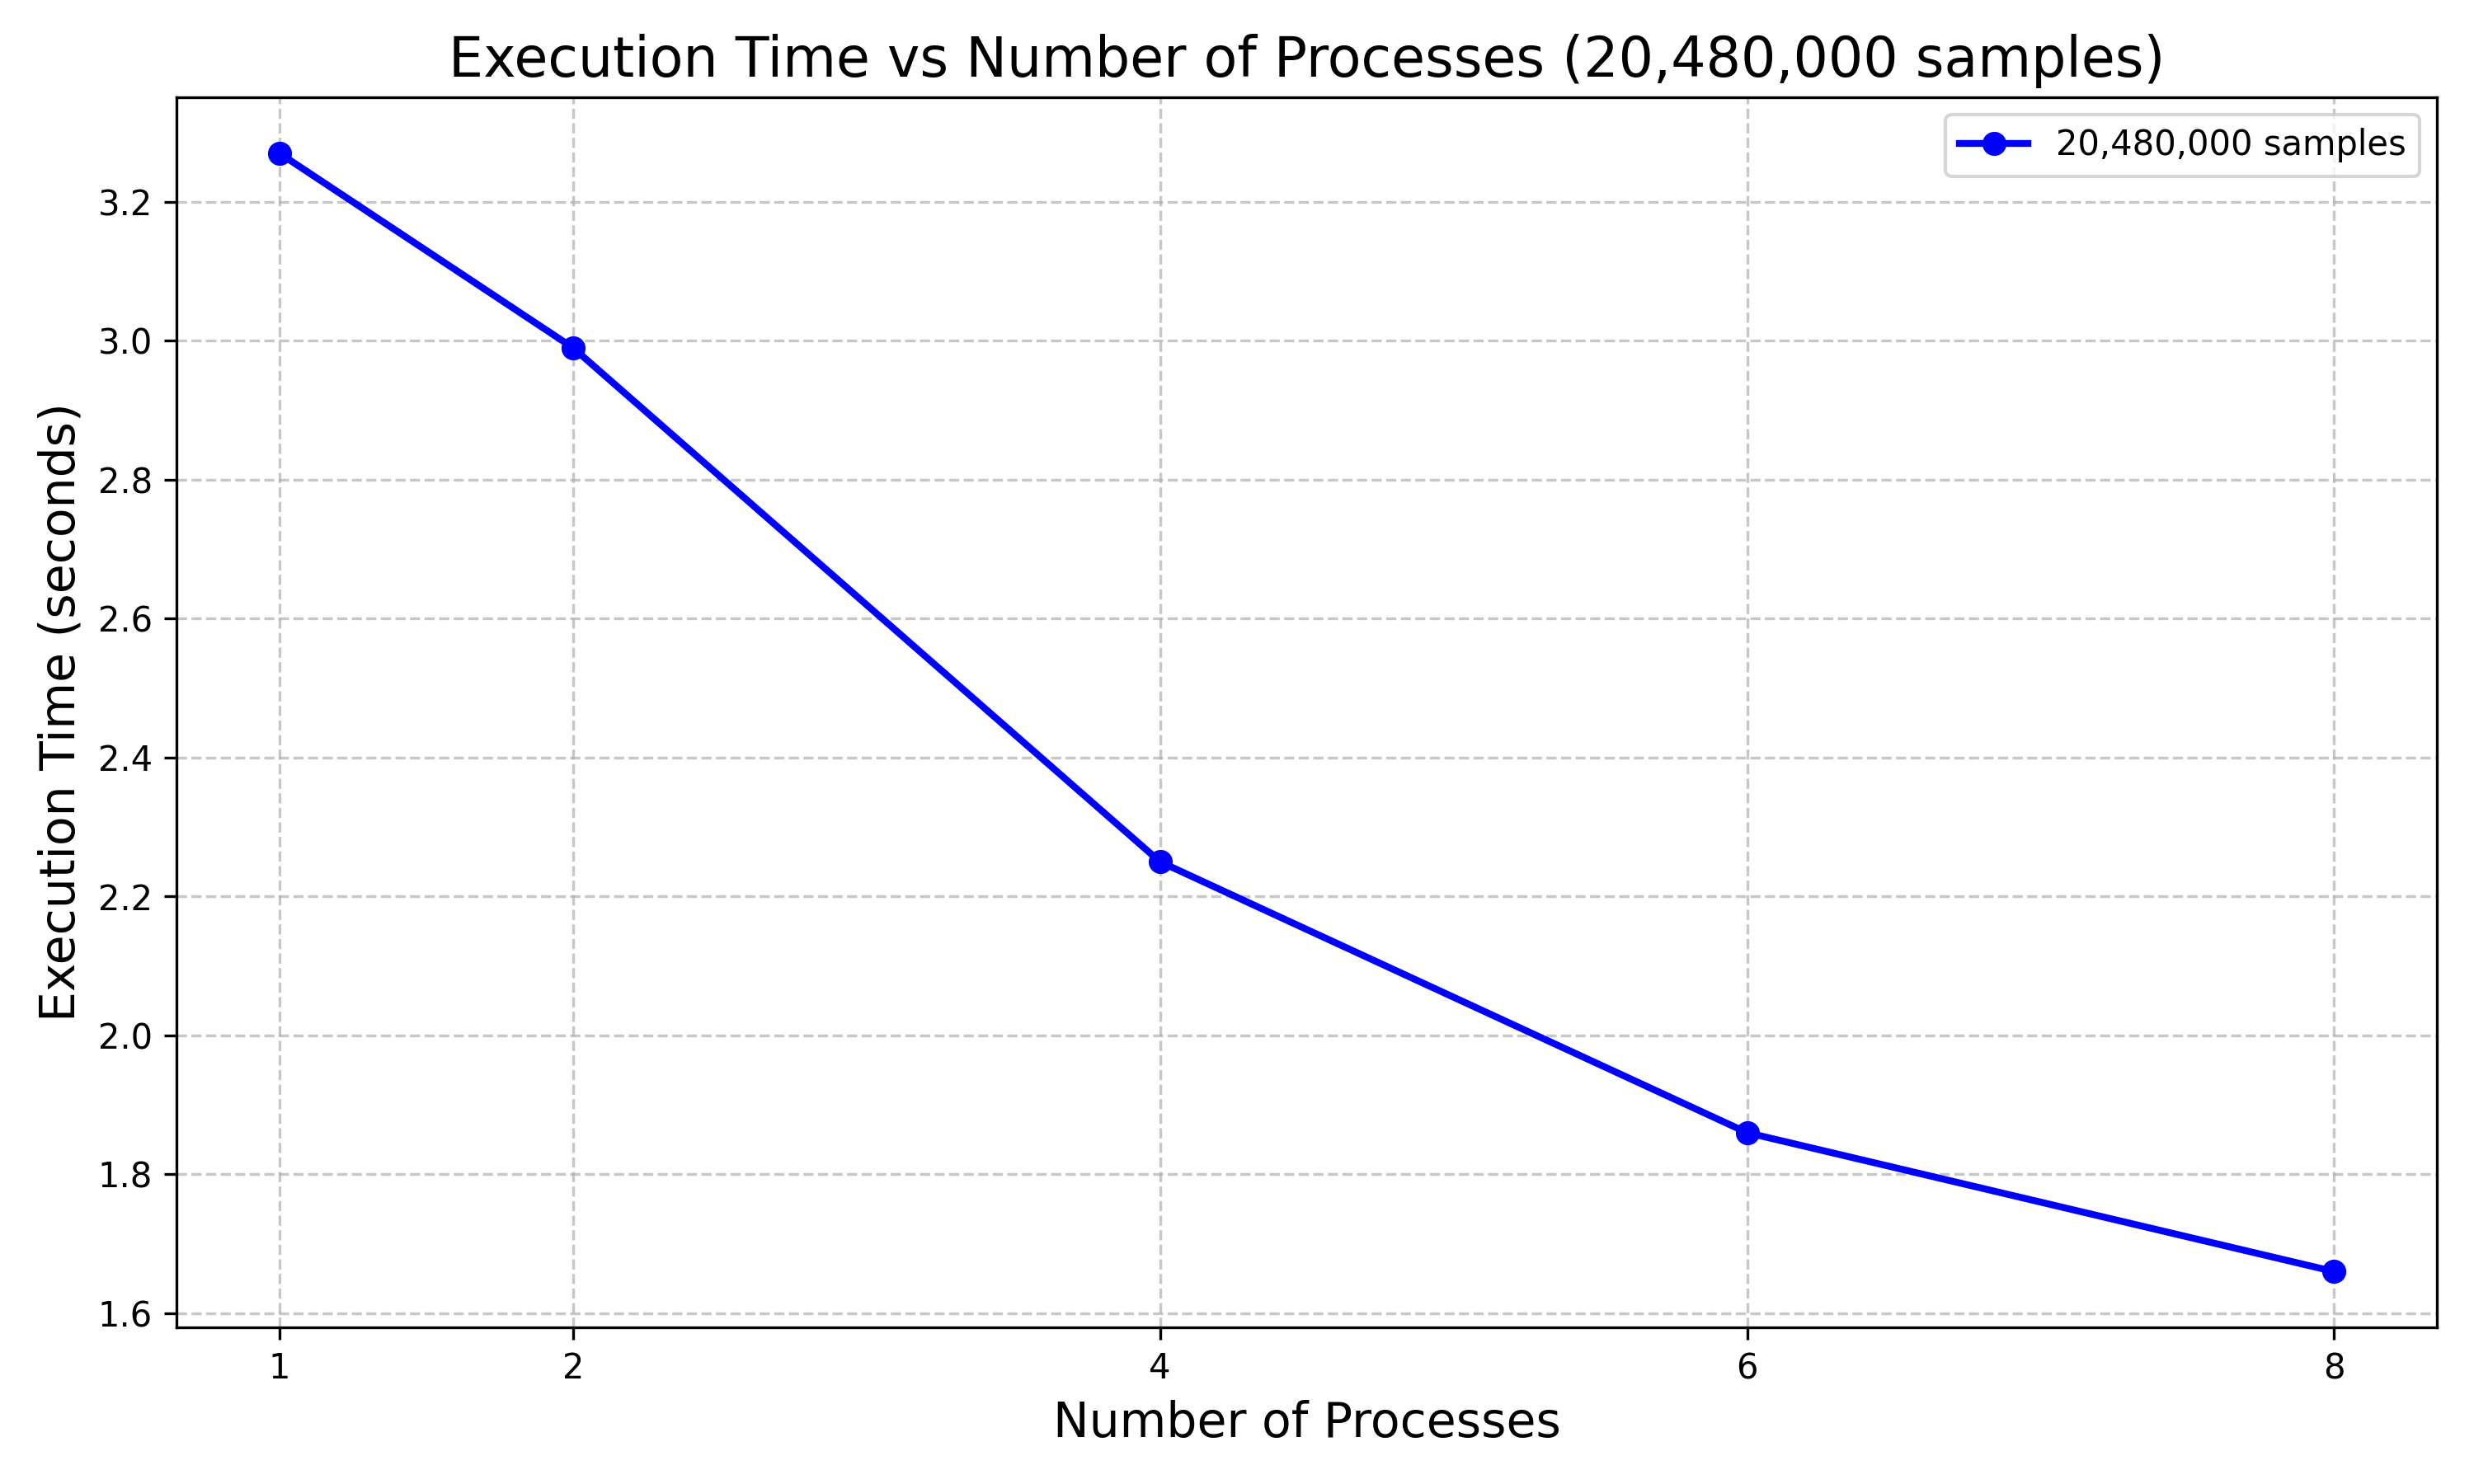 Execution Time vs Number of Processes (20,480,000 samples)
20,480,000 samples
Execution Time (seconds)
3.2
3.0
2.8
2.6
2.4
2.2
2.0
1.8
1.6
1 2 4 6 8
Number of Processes